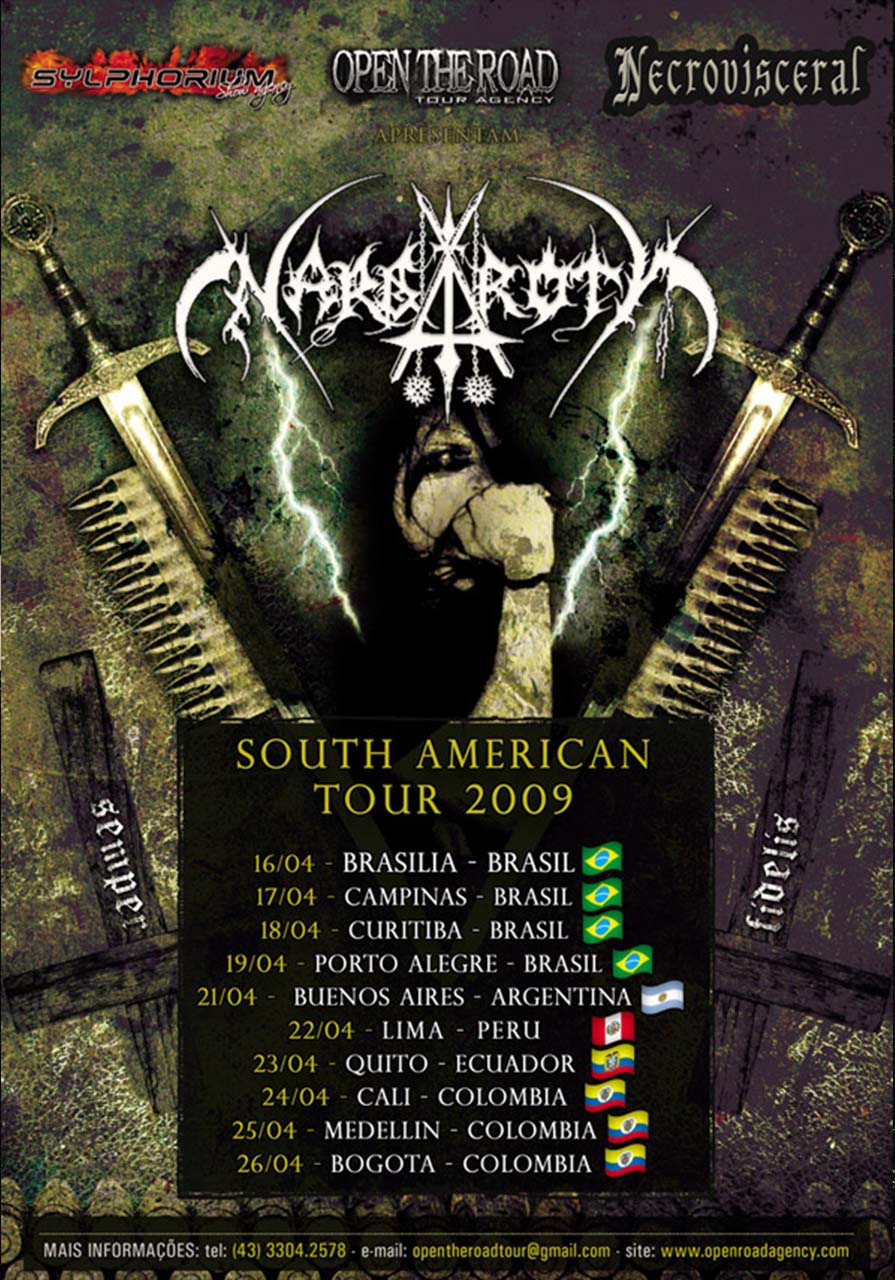 SYLPHORIUM
Show Agency
OPEN THE ROAD
TOUR AGENCY
Necrovisceral
APRESENTAM
NARGAROTH
SOUTH AMERICAN
TOUR 2009
16/04 - BRASILIA - BRASIL
17/04 - CAMPINAS - BRASIL
18/04 - CURITIBA - BRASIL
19/04 - PORTO ALEGRE - BRASIL
21/04 - BUENOS AIRES - ARGENTINA
22/04 - LIMA - PERU
23/04 - QUITO - ECUADOR
24/04 - CALI - COLOMBIA
25/04 - MEDELLIN - COLOMBIA
26/04 - BOGOTA - COLOMBIA
semper
fidelis
MAIS INFORMAÇÕES: tel: (43) 3304.2578 - e-mail: opentheroadtour@gmail.com - site: www.openroadagency.com